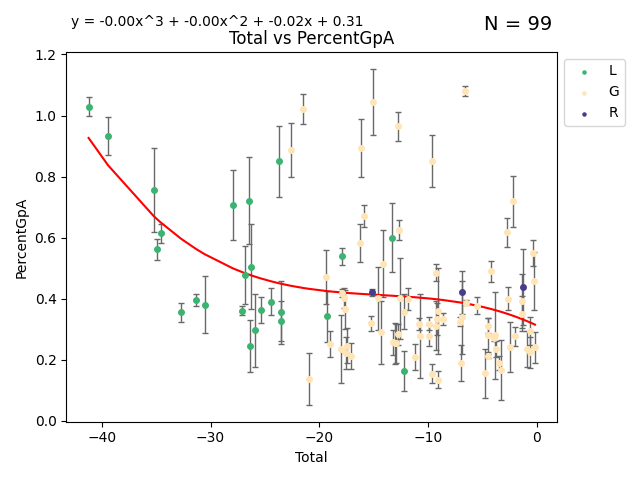 y = -0.00x^3 + -0.00x^2 + -0.02x + 0.31
N = 99
Total vs PercentGpA
1.2
1.0
0.8
0.6
0.4
0.2
0.0
PercentGpA
−40
−30
−20
−10
0
Total
L
G
R